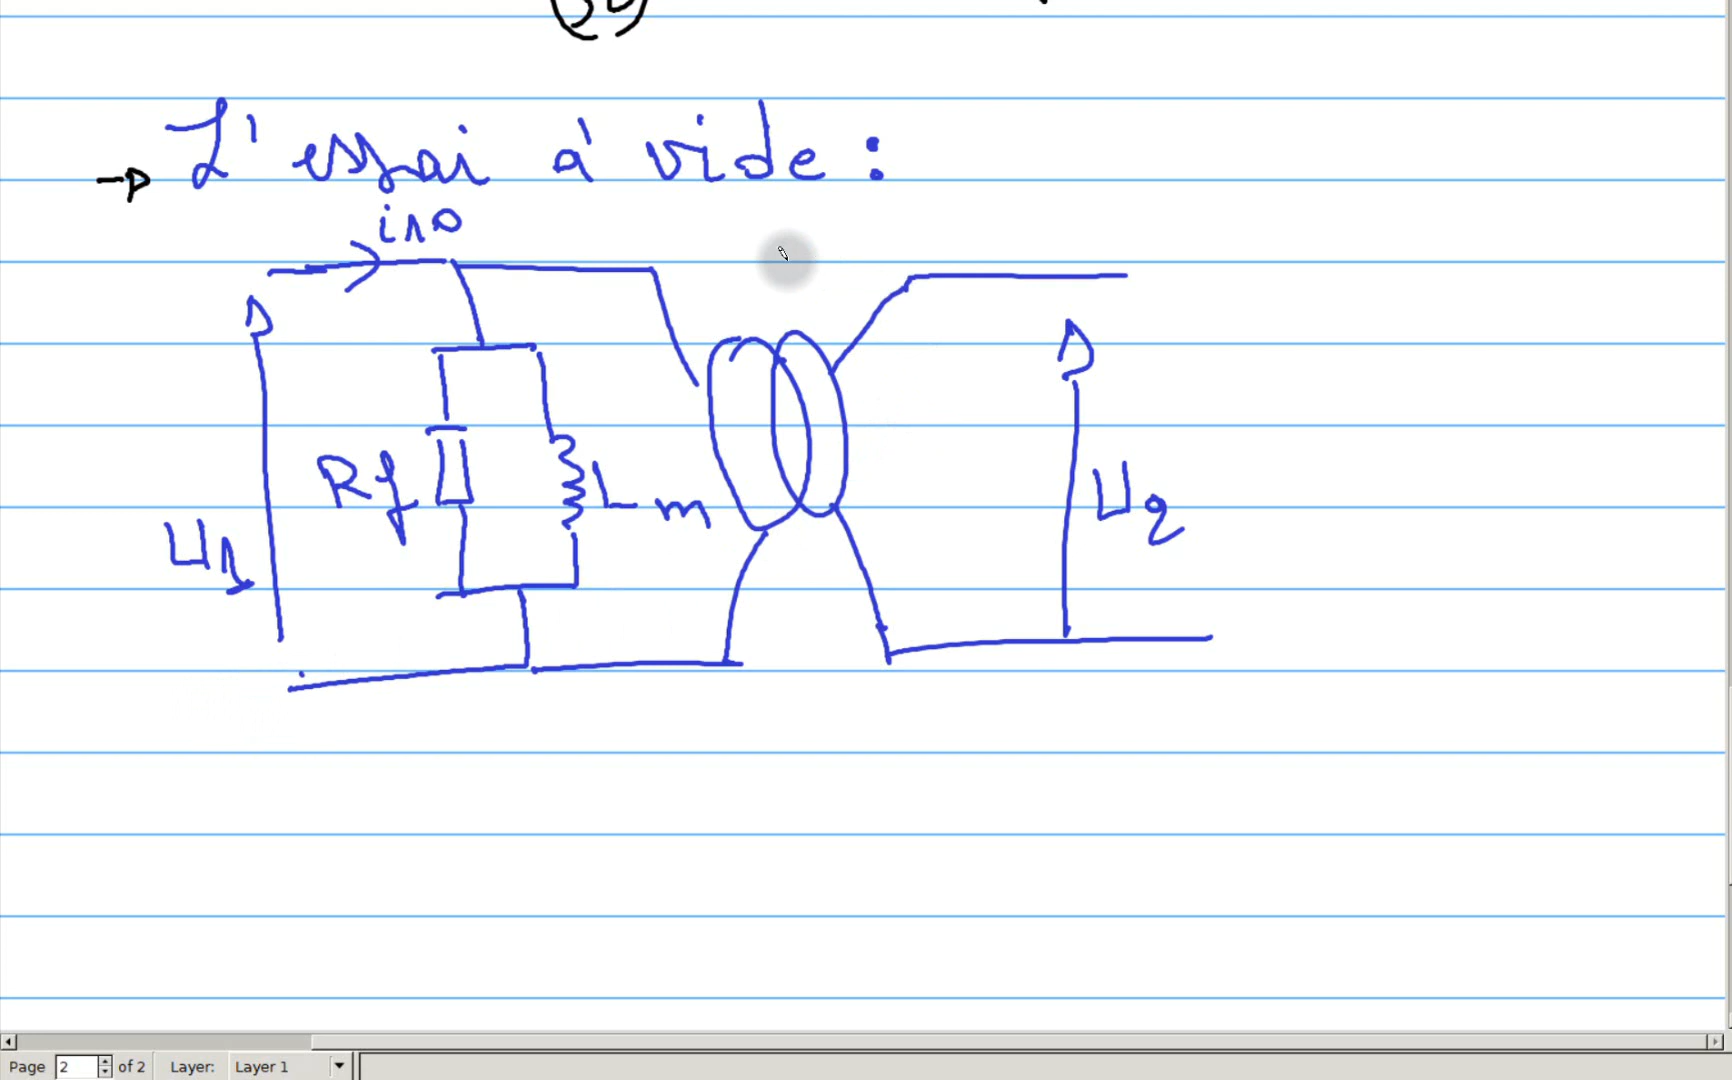 L'essai à vide :
i10
Rf
Lm
U1
U2
Page 2 of 2 Layer: Layer 1